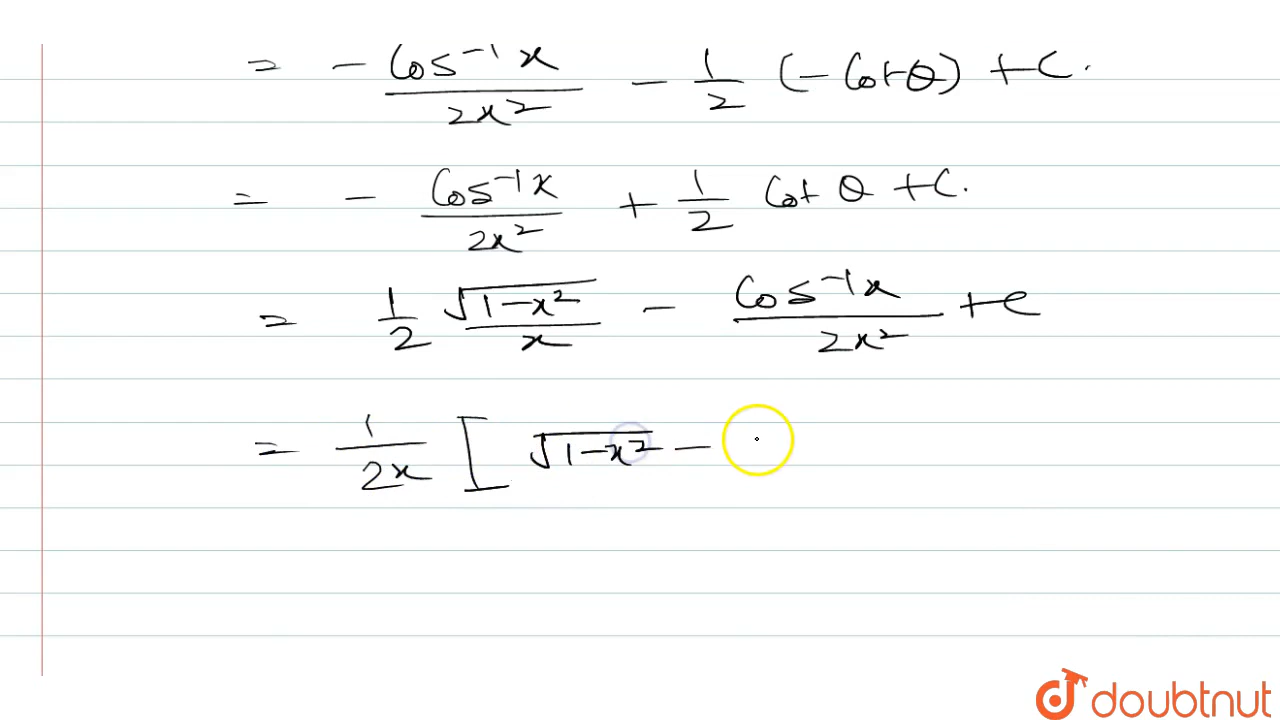 = - Cos⁻¹x / 2x² - 1/2 (- Cot θ) + C.
= - Cos⁻¹x / 2x² + 1/2 Cot θ + C.
= 1/2 √(1-x²) / x - Cos⁻¹x / 2x² + C
= 1/2x [ √(1-x²) -
doubtnut